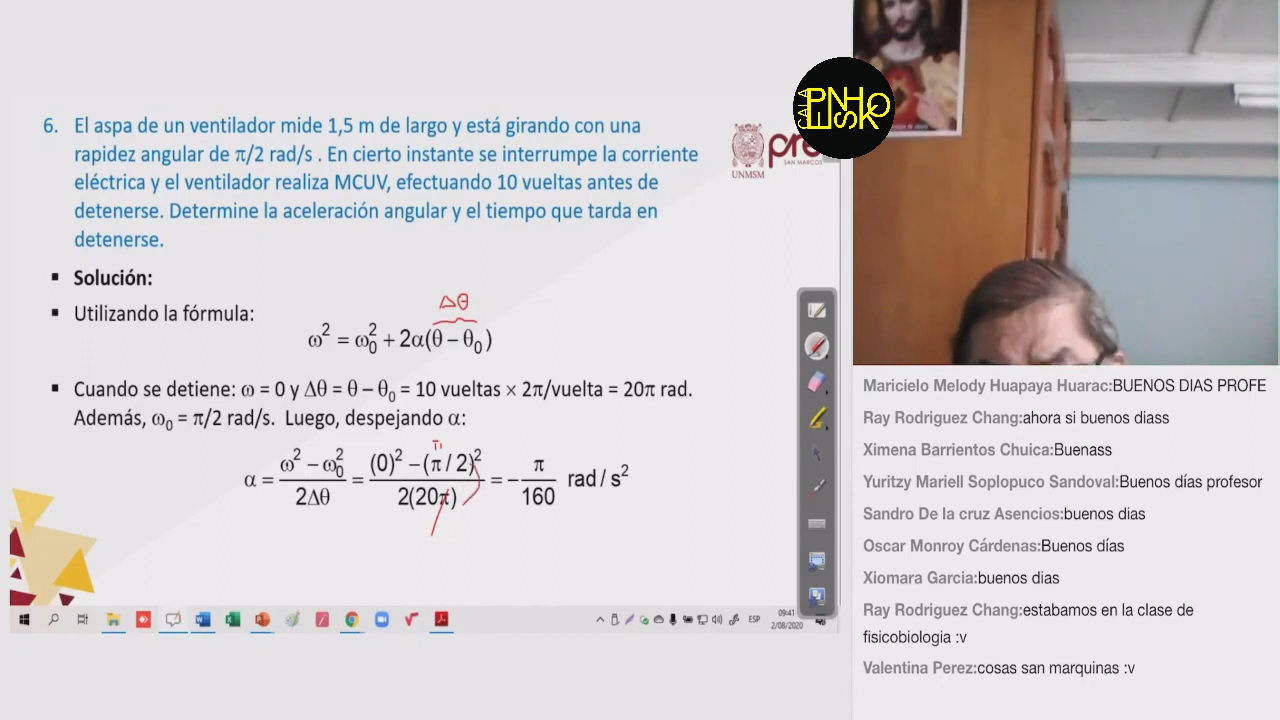 6. El aspa de un ventilador mide 1,5 m de largo y está girando con una
rapidez angular de π/2 rad/s . En cierto instante se interrumpe la corriente
eléctrica y el ventilador realiza MCUV, efectuando 10 vueltas antes de
detenerse. Determine la aceleración angular y el tiempo que tarda en
detenerse.
▪ Solución:
▪ Utilizando la fórmula:
Δθ
ω² = ω₀² + 2α(θ – θ₀)
▪ Cuando se detiene: ω = 0 y Δθ = θ – θ₀ = 10 vueltas × 2π/vuelta = 20π rad.
Además, ω₀ = π/2 rad/s. Luego, despejando α:
π
α = (ω² – ω₀²)/(2Δθ) = ((0)² – (π / 2)²)/(2(20π)) = – π/160 rad / s²
UNMSM
pre
SAN MARCOS
CALA
PNHO
ESK
ESP
09:41
2/08/2020
Maricielo Melody Huapaya Huarac:BUENOS DIAS PROFE
Ray Rodriguez Chang:ahora si buenos diass
Ximena Barrientos Chuica:Buenass
Yuritzy Mariell Soplopuco Sandoval:Buenos días profesor
Sandro De la cruz Asencios:buenos dias
Oscar Monroy Cárdenas:Buenos días
Xiomara Garcia:buenos dias
Ray Rodriguez Chang:estabamos en la clase de
fisicobiologia :v
Valentina Perez:cosas san marquinas :v